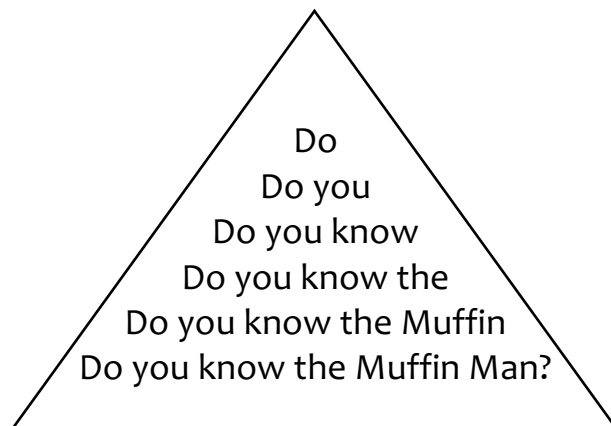 Do
Do you
Do you know
Do you know the
Do you know the Muffin
Do you know the Muffin Man?